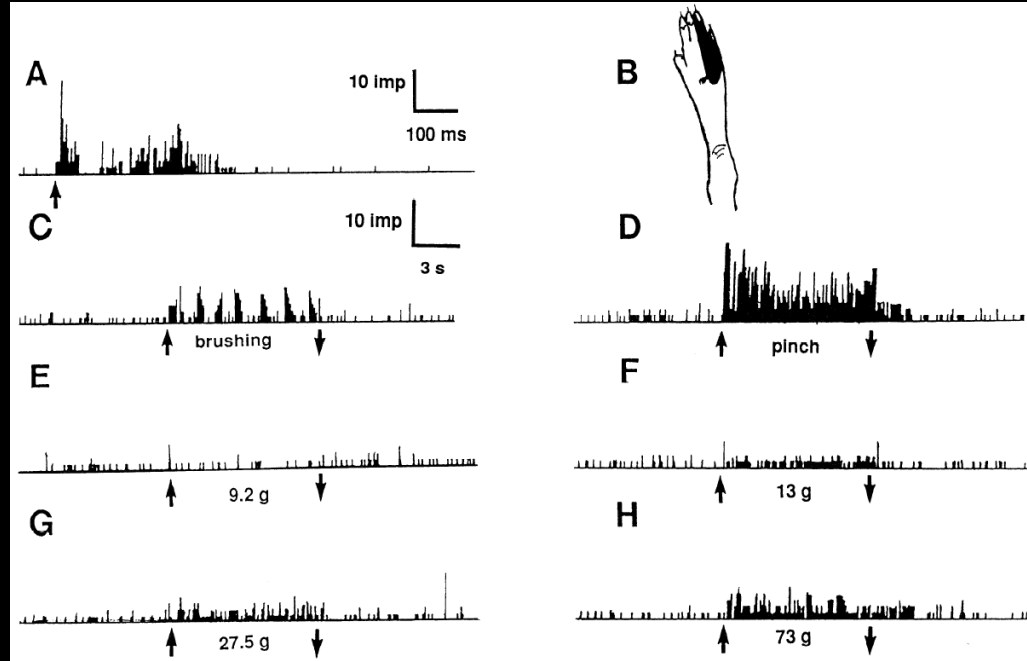 A
10 imp
100 ms
B
C
10 imp
3 s
brushing
D
pinch
E
9.2 g
F
13 g
G
27.5 g
H
73 g